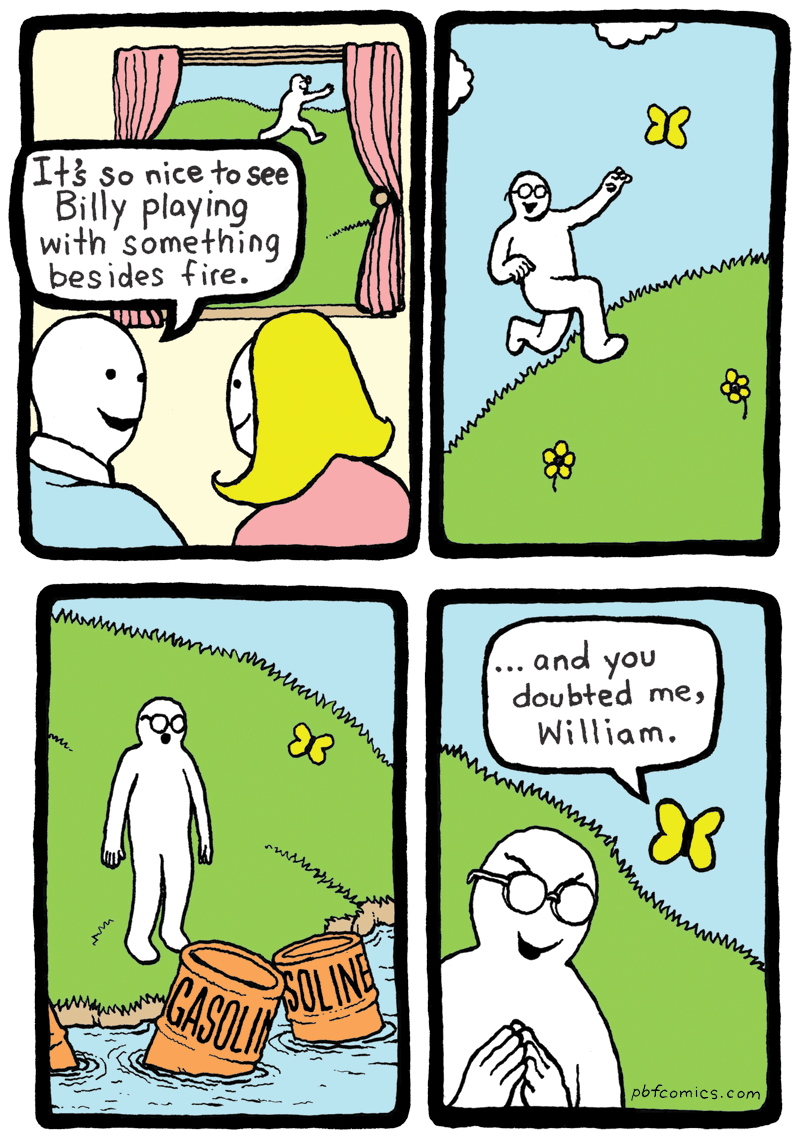 It's so nice to see
Billy playing
with something
besides fire.
GASOLIN
SOLINE
... and you
doubted me,
William.
pbfcomics.com